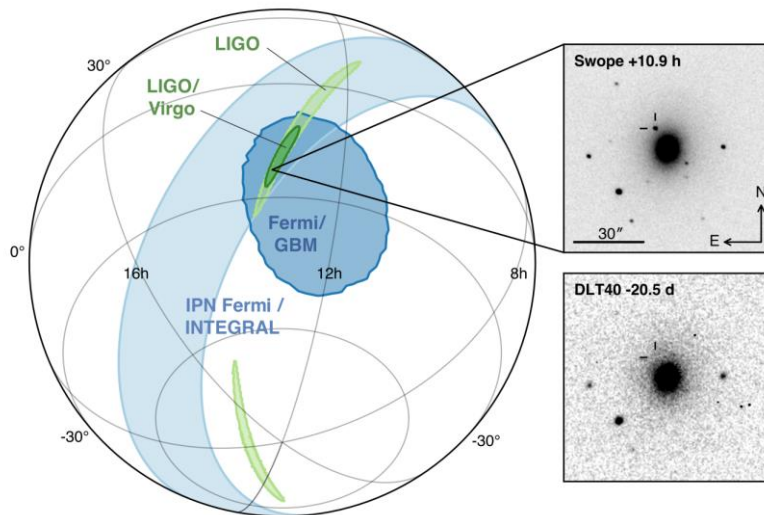 LIGO
30°
LIGO/
Virgo
Fermi/
GBM
0°
16h
12h
8h
IPN Fermi /
INTEGRAL
-30°
-30°
Swope +10.9 h
N
30″
E
DLT40 -20.5 d